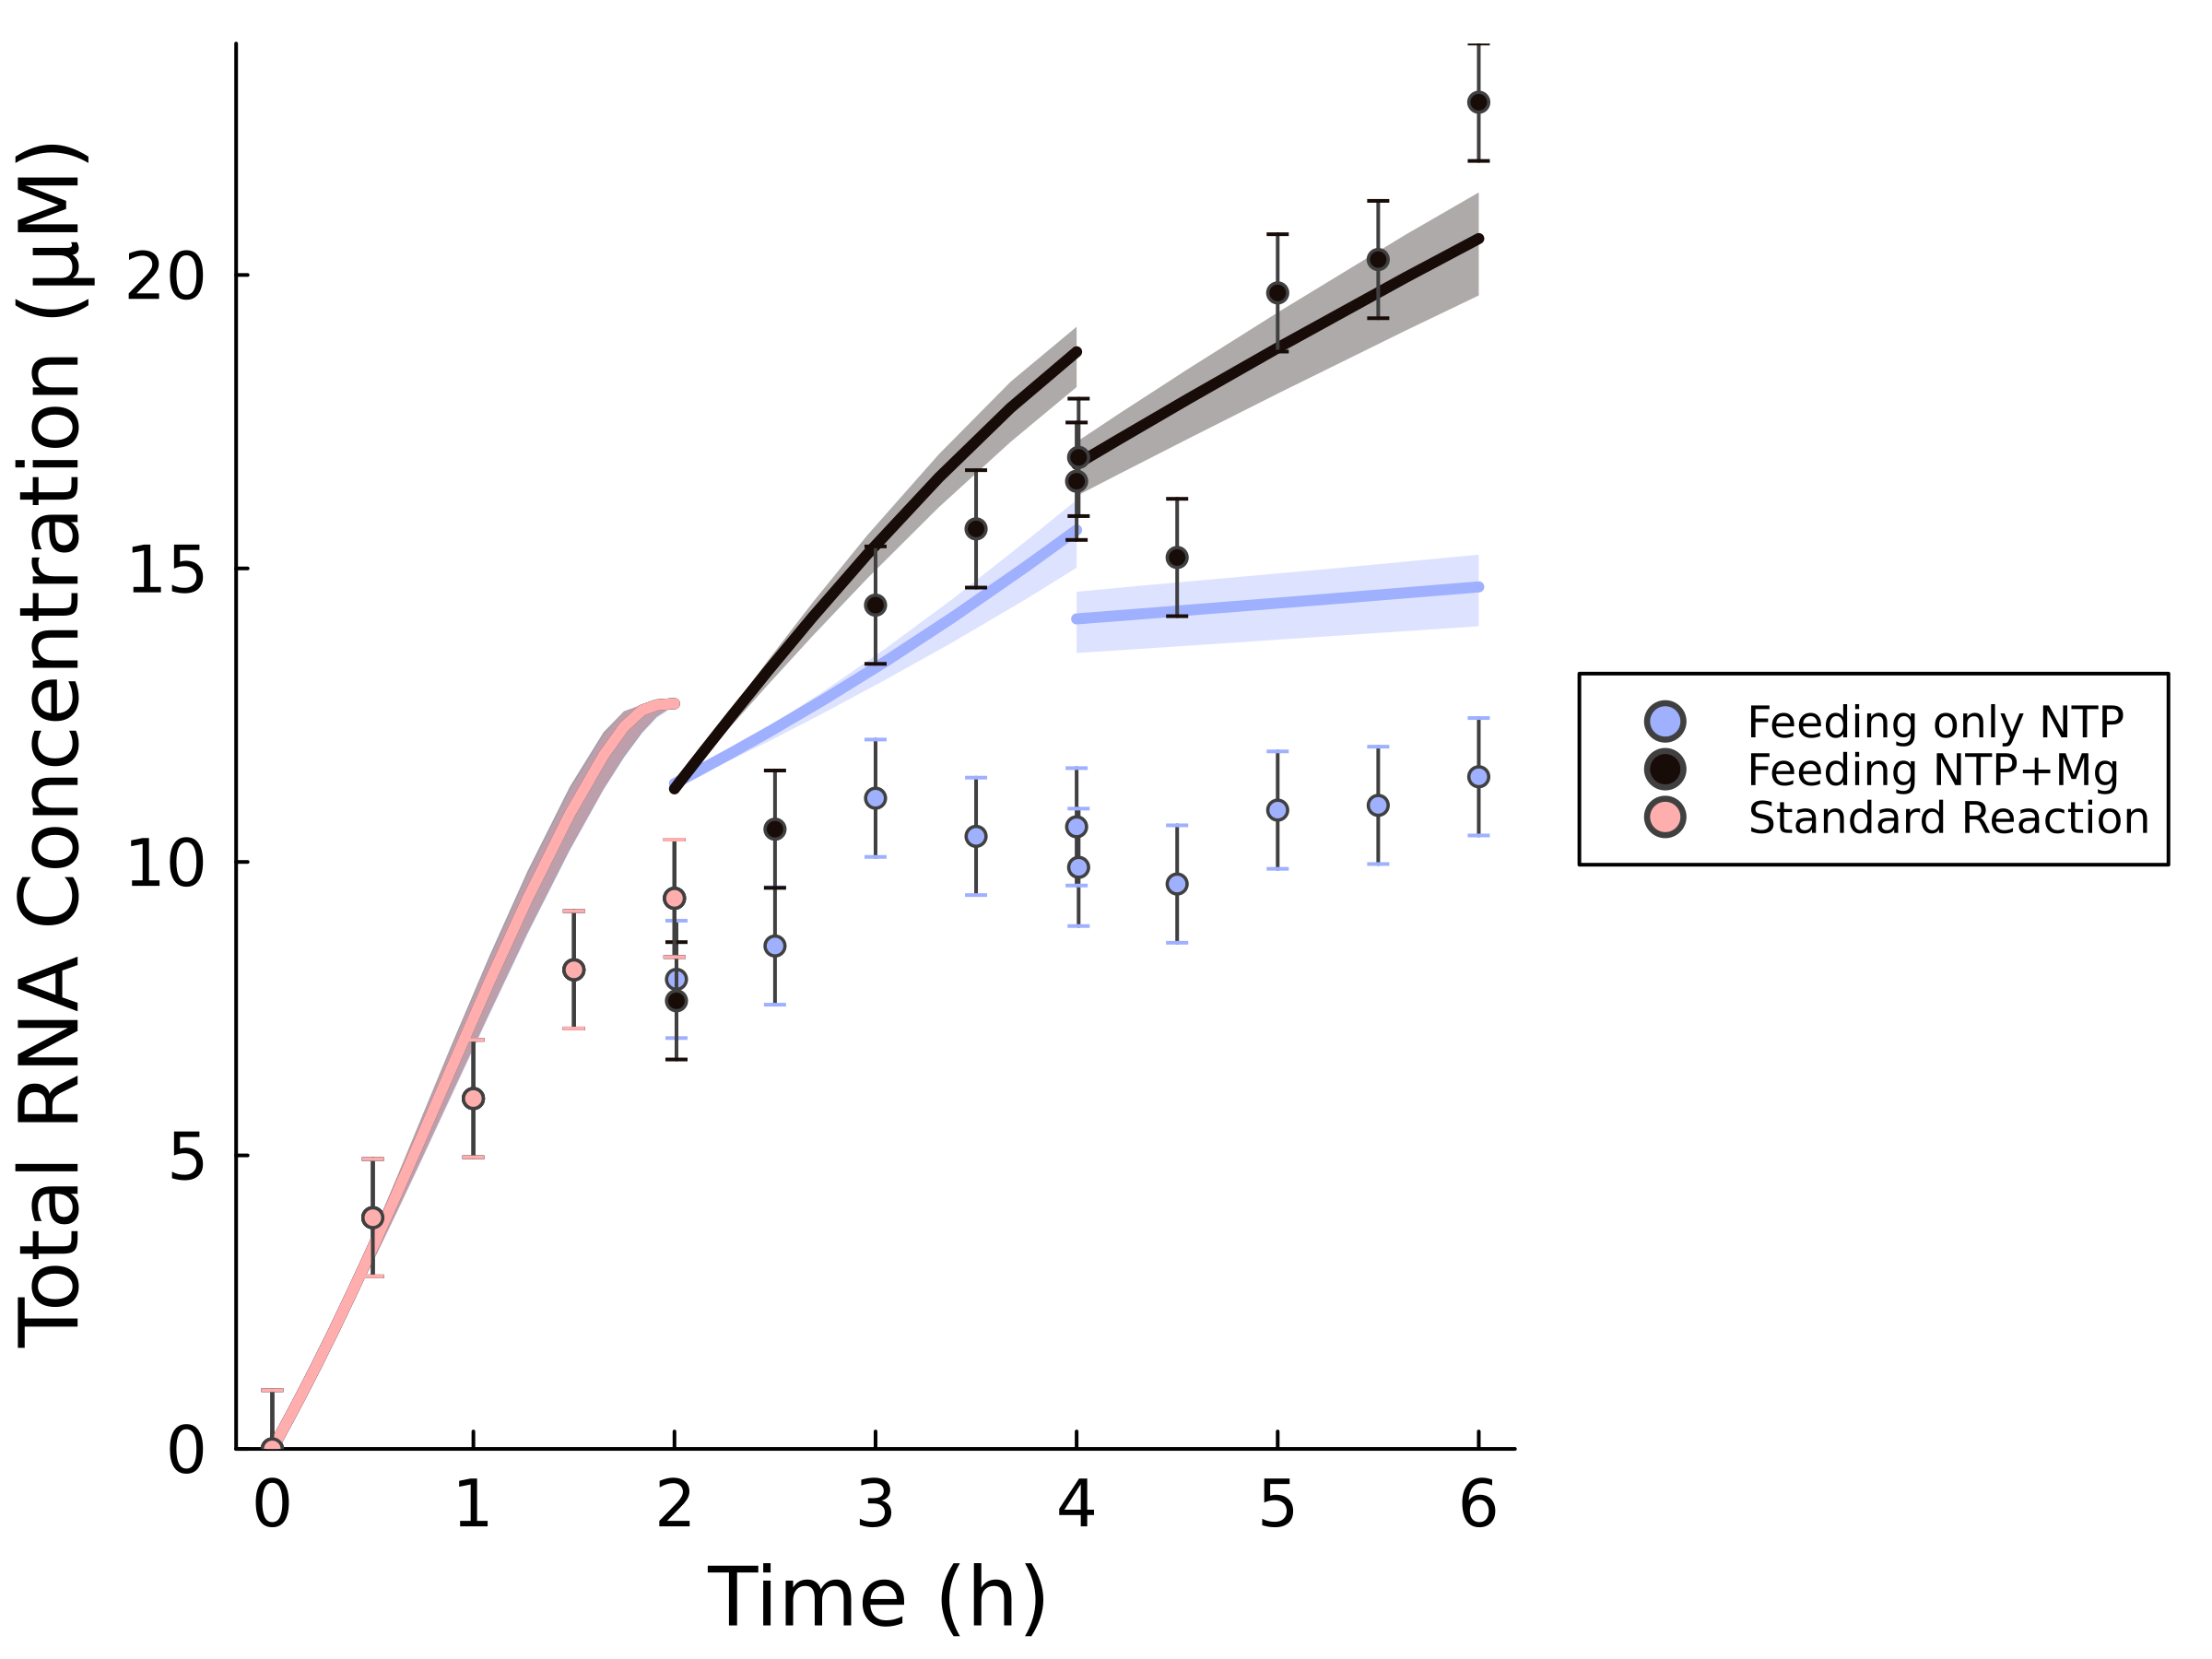 Total RNA Concentration (μM)
20
15
10
5
0
0 1 2 3 4 5 6
Time (h)
Feeding only NTP
Feeding NTP+Mg
Standard Reaction